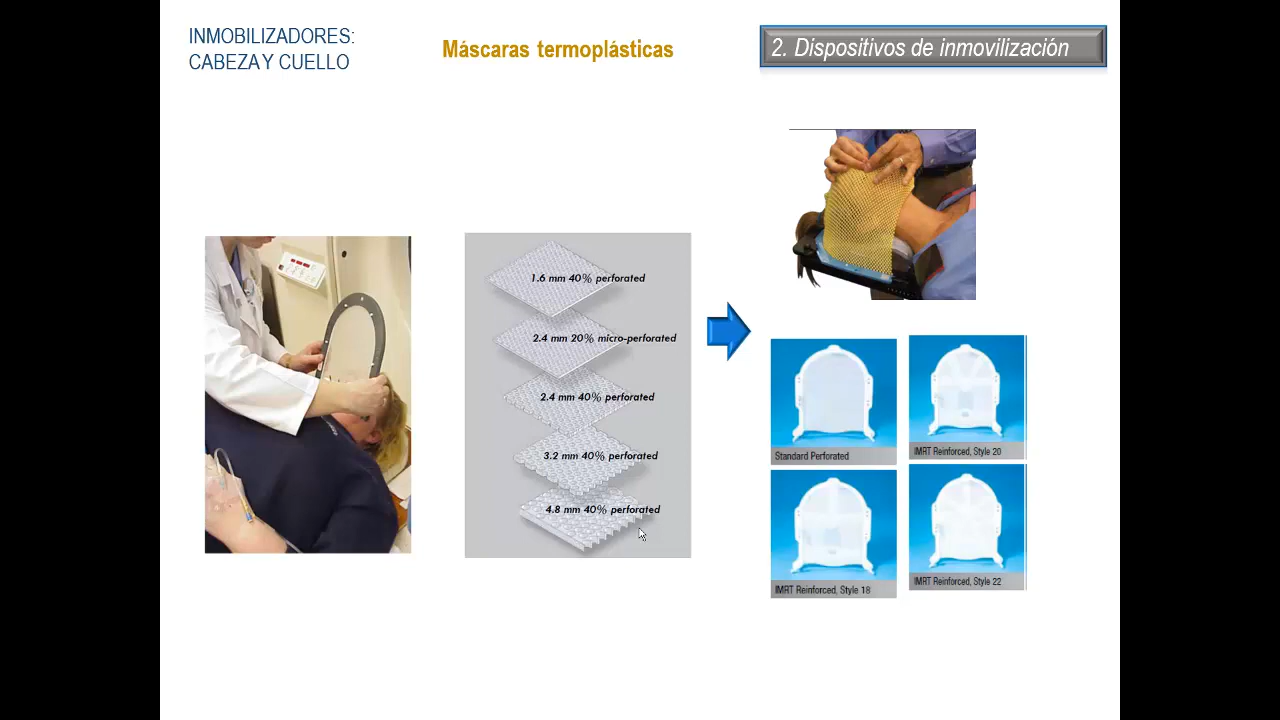 INMOBILIZADORES:
CABEZA Y CUELLO
Máscaras termoplásticas
2. Dispositivos de inmovilización
1.6 mm 40% perforated
2.4 mm 20% micro-perforated
2.4 mm 40% perforated
3.2 mm 40% perforated
4.8 mm 40% perforated
Standard Perforated
IMRT Reinforced, Style 20
IMRT Reinforced, Style 18
IMRT Reinforced, Style 22